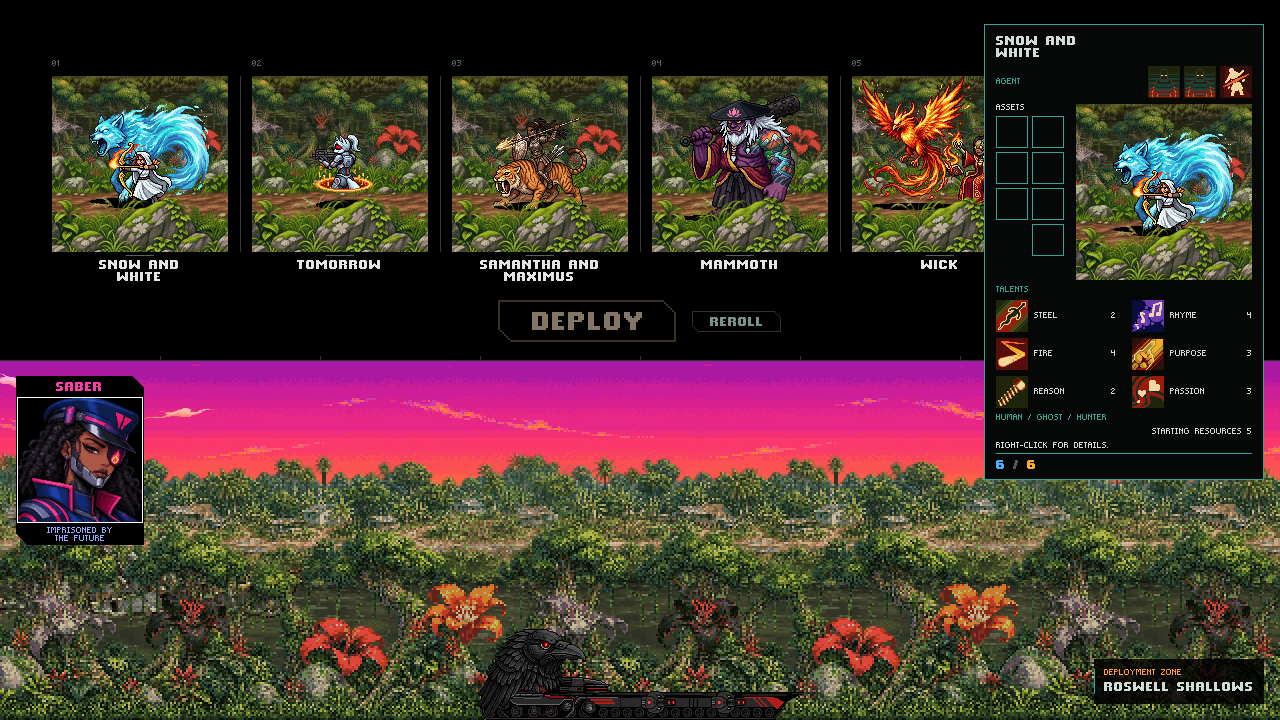 01
02
03
04
05
SNOW AND
WHITE
TOMORROW
SAMANTHA AND
MAXIMUS
MAMMOTH
WICK
DEPLOY
REROLL
SNOW AND
WHITE
AGENT
ASSETS
TALENTS
STEEL 2
RHYME 4
FIRE 4
PURPOSE 3
REASON 2
PASSION 3
HUMAN / GHOST / HUNTER
STARTING RESOURCES 5
RIGHT-CLICK FOR DETAILS.
6 / 6
SABER
IMPRISONED BY
THE FUTURE
DEPLOYMENT ZONE
ROSWELL SHALLOWS